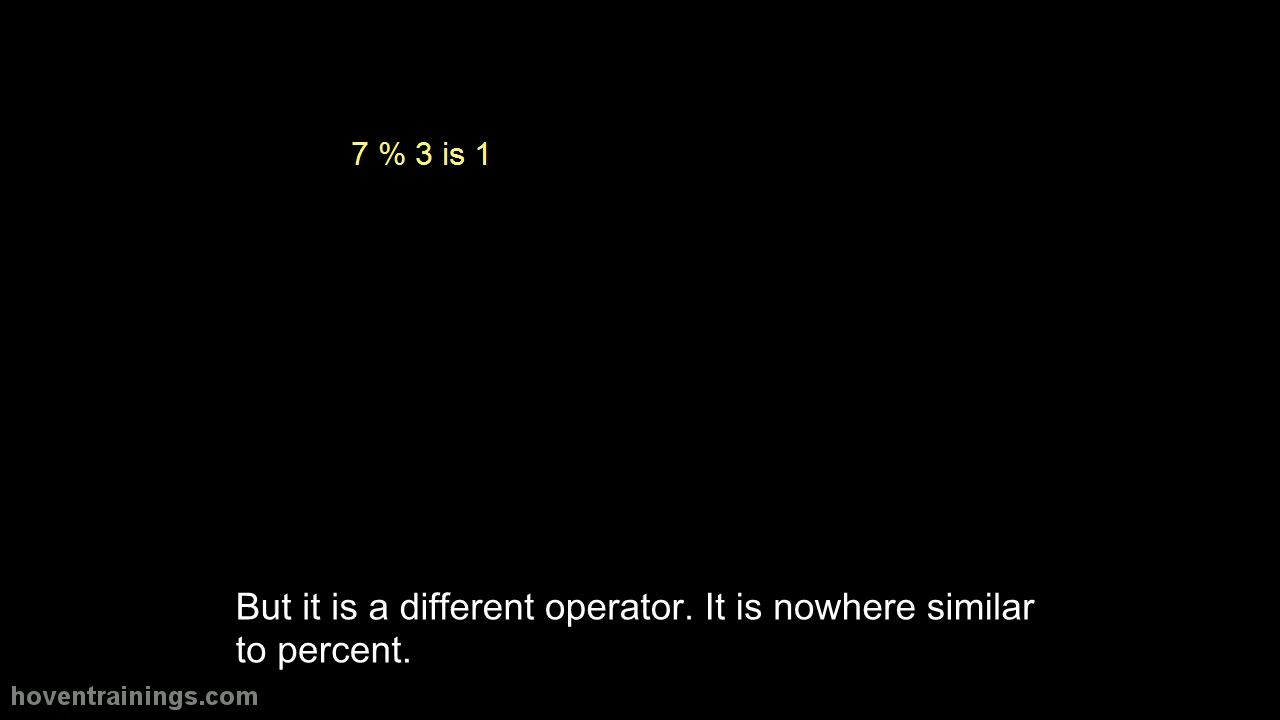 7 % 3 is 1
But it is a different operator. It is nowhere similar
to percent.
hoventrainings.com